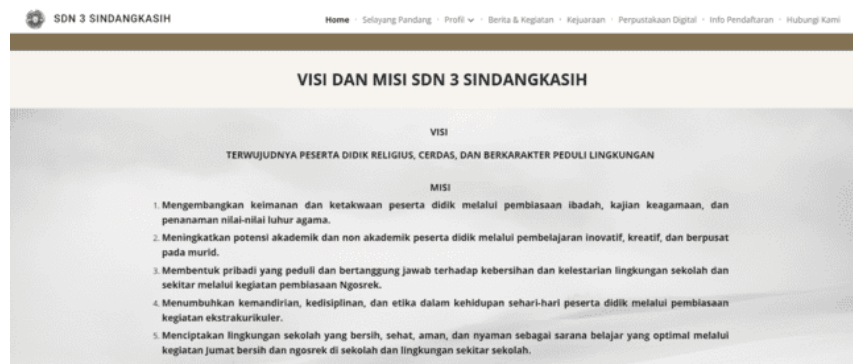 SDN 3 SINDANGKASIH
Home Selayang Pandang Profil Berita & Kegiatan Kejuaraan Perpustakaan Digital Info Pendaftaran Hubungi Kami
VISI DAN MISI SDN 3 SINDANGKASIH
VISI
TERWUJUDNYA PESERTA DIDIK RELIGIUS, CERDAS, DAN BERKARAKTER PEDULI LINGKUNGAN
MISI
1. Mengembangkan keimanan dan ketakwaan peserta didik melalui pembiasaan ibadah, kajian keagamaan, dan
penanaman nilai-nilai luhur agama.
2. Meningkatkan potensi akademik dan non akademik peserta didik melalui pembelajaran inovatif, kreatif, dan berpusat
pada murid.
3. Membentuk pribadi yang peduli dan bertanggung jawab terhadap kebersihan dan kelestarian lingkungan sekolah dan
sekitar melalui kegiatan pembiasaan Ngosrek.
4. Menumbuhkan kemandirian, kedisiplinan, dan etika dalam kehidupan sehari-hari peserta didik melalui pembiasaan
kegiatan ekstrakurikuler.
5. Menciptakan lingkungan sekolah yang bersih, sehat, aman, dan nyaman sebagai sarana belajar yang optimal melalui
kegiatan Jumat bersih dan ngosrek di sekolah dan lingkungan sekitar sekolah.